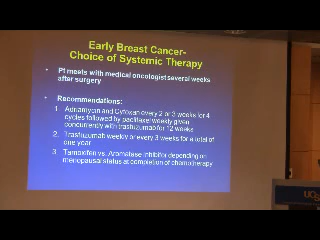 Early Breast Cancer-
Choice of Systemic Therapy
• Pt meets with medical oncologist several weeks
after surgery
• Recommendations:
1. Adriamycin and Cytoxan every 2 or 3 weeks for 4
cycles followed by paclitaxel weekly given
concurrently with trastuzumab for 12 weeks
2. Trastuzumab weekly or every 3 weeks for a total of
one year
3. Tamoxifen vs. Aromatase Inhibitor depending on
menopausal status at completion of chemotherapy